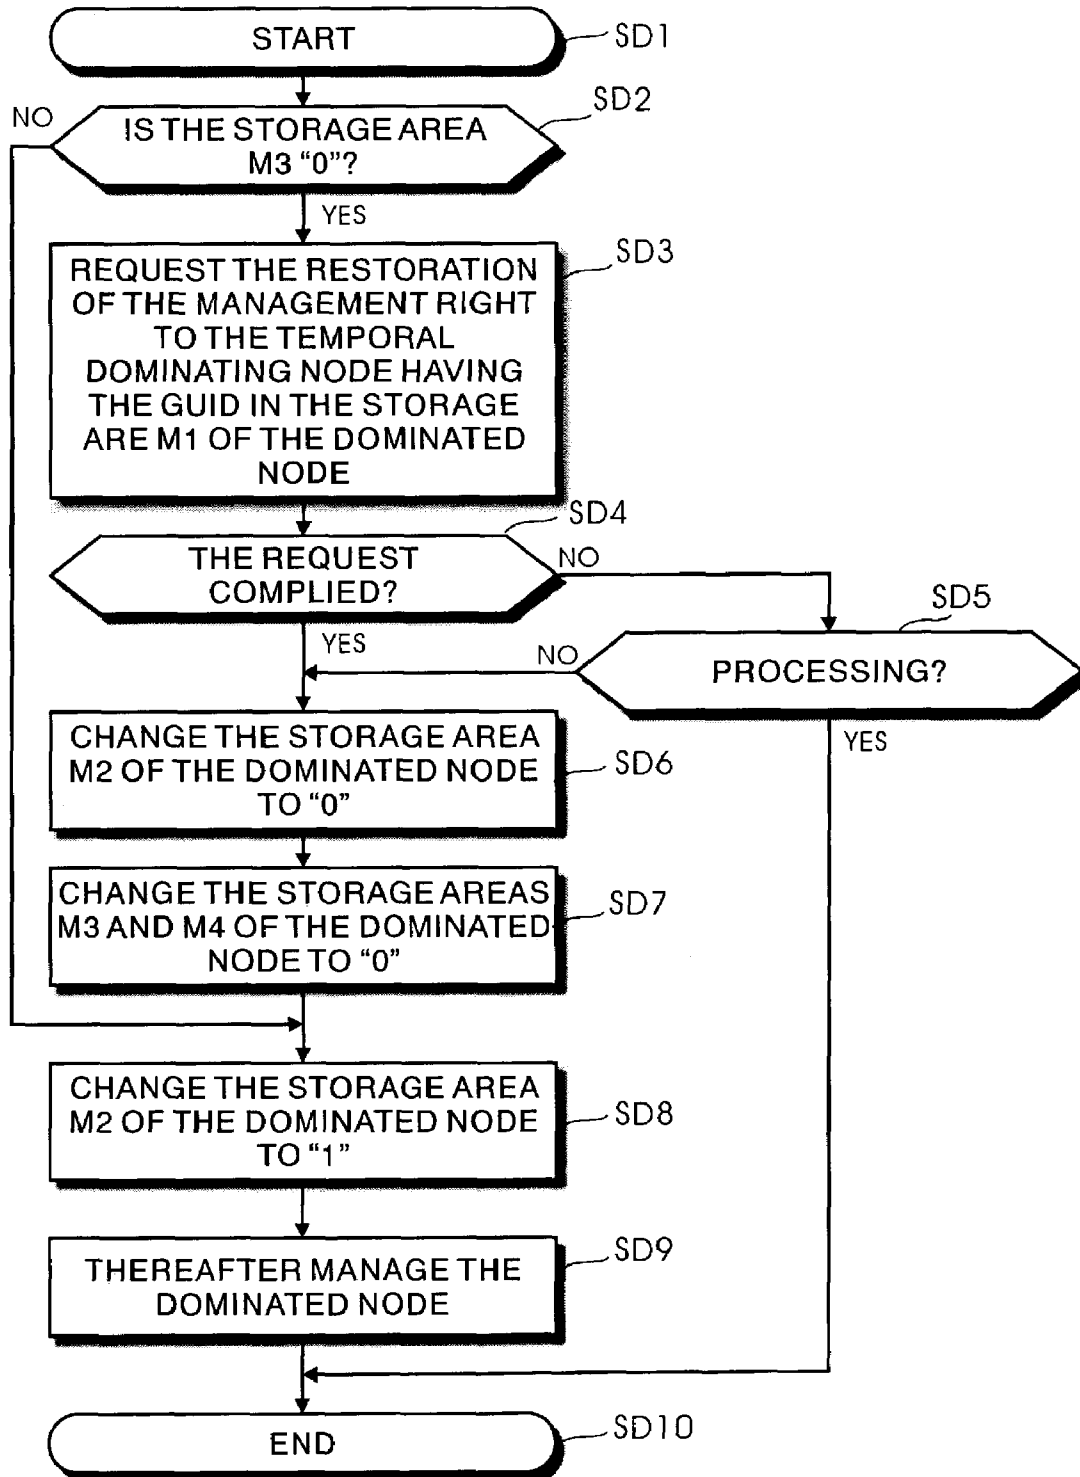 START
SD1
NO
SD2
IS THE STORAGE AREA
M3 “0”?
YES
SD3
REQUEST THE RESTORATION
OF THE MANAGEMENT RIGHT
TO THE TEMPORAL
DOMINATING NODE HAVING
THE GUID IN THE STORAGE
ARE M1 OF THE DOMINATED
NODE
SD4
THE REQUEST
COMPLIED?
NO
YES
SD5
NO
PROCESSING?
YES
CHANGE THE STORAGE AREA
M2 OF THE DOMINATED NODE
TO “0”
SD6
CHANGE THE STORAGE AREAS
M3 AND M4 OF THE DOMINATED
NODE TO “0”
SD7
CHANGE THE STORAGE AREA
M2 OF THE DOMINATED NODE
TO “1”
SD8
SD9
THEREAFTER MANAGE THE
DOMINATED NODE
END
SD10